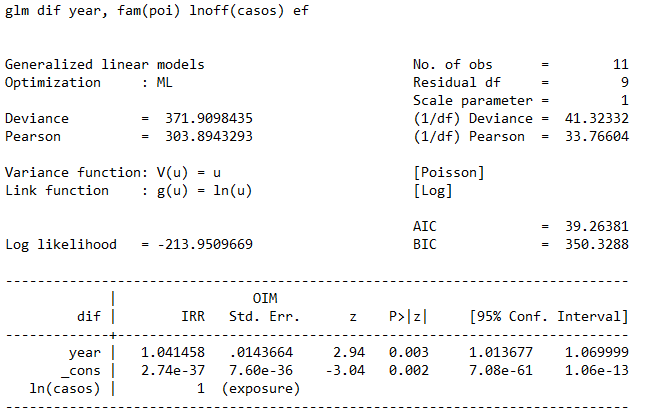 glm dif year, fam(poi) lnoff(casos) ef
Generalized linear models No. of obs = 11
Optimization : ML Residual df = 9
Scale parameter = 1
Deviance = 371.9098435 (1/df) Deviance = 41.32332
Pearson = 303.8943293 (1/df) Pearson = 33.76604
Variance function: V(u) = u [Poisson]
Link function : g(u) = ln(u) [Log]
AIC = 39.26381
Log likelihood = -213.9509669 BIC = 350.3288
------------------------------------------------------------------------------
| OIM
dif | IRR Std. Err. z P>|z| [95% Conf. Interval]
-------------+----------------------------------------------------------------
year | 1.041458 .0143664 2.94 0.003 1.013677 1.069999
_cons | 2.74e-37 7.60e-36 -3.04 0.002 7.08e-61 1.06e-13
ln(casos) | 1 (exposure)
------------------------------------------------------------------------------